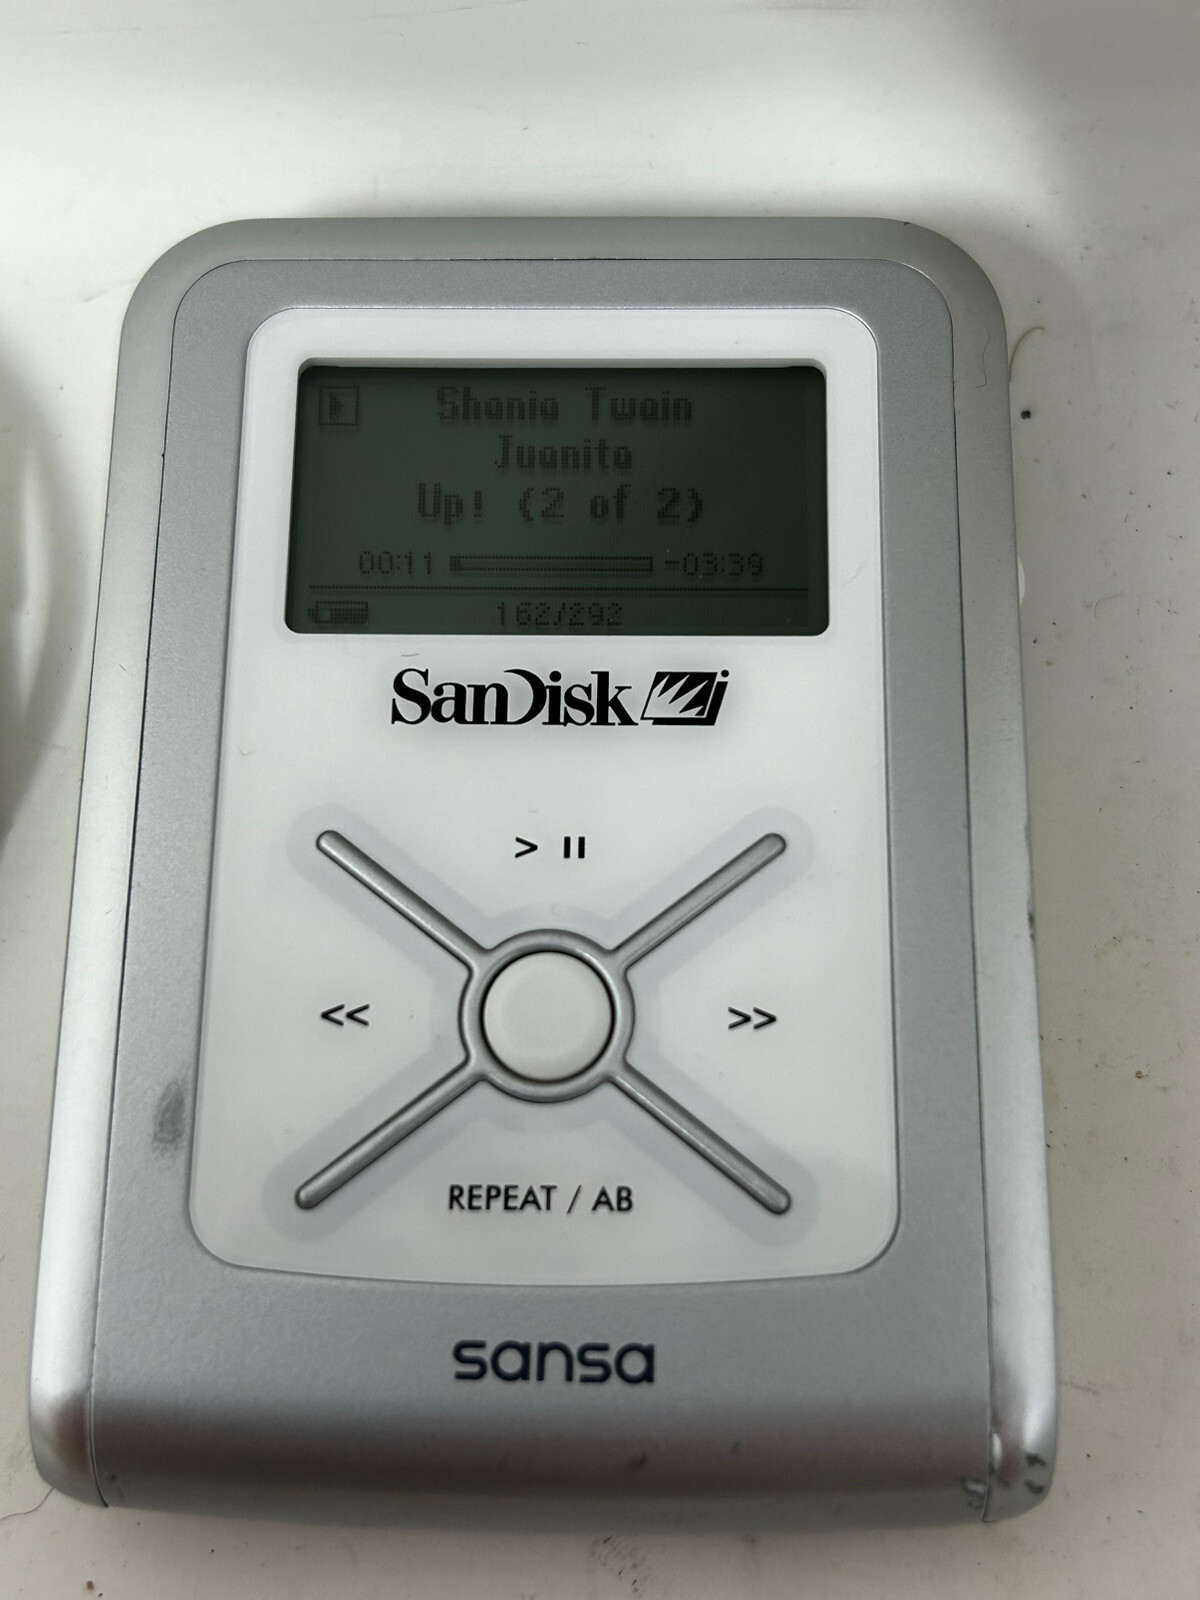 Shania Twain
Juanita
Up! (2 of 2)
00:11 -03:39
162/292
SanDisk
> II
<< >>
REPEAT / AB
sansa